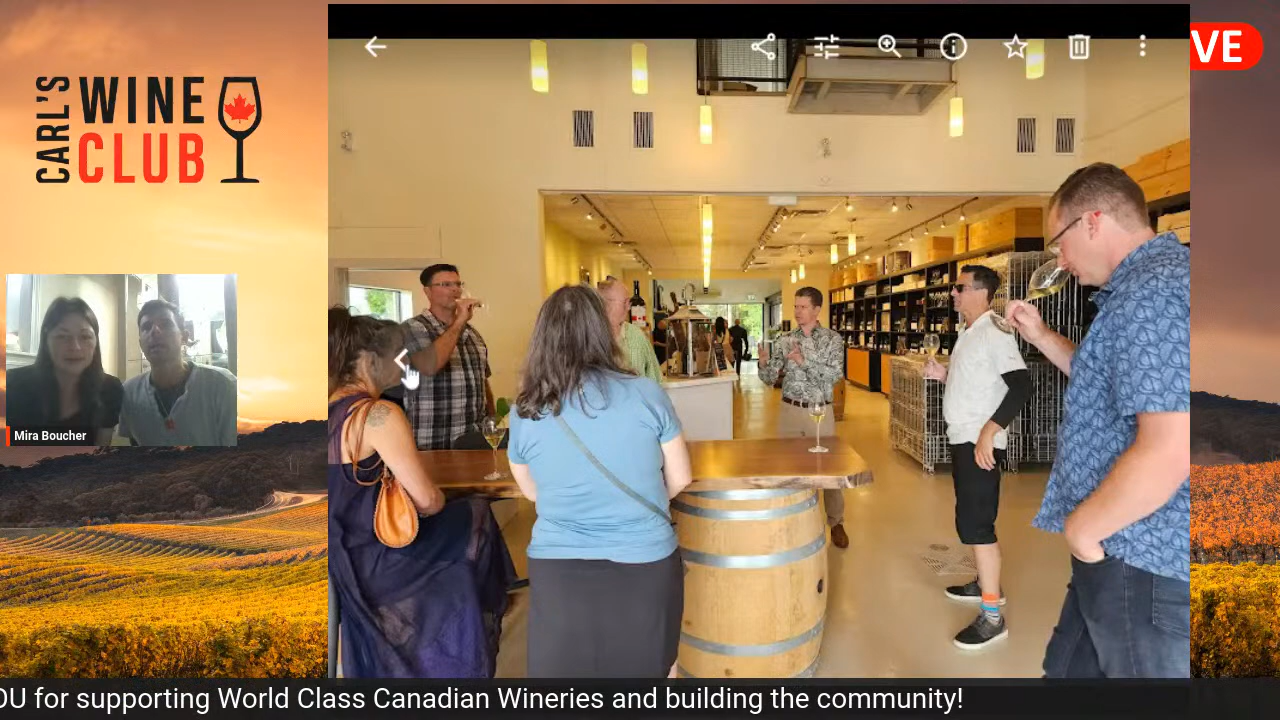 CARL'S
WINE
CLUB
VE
Mira Boucher
OU for supporting World Class Canadian Wineries and building the community!